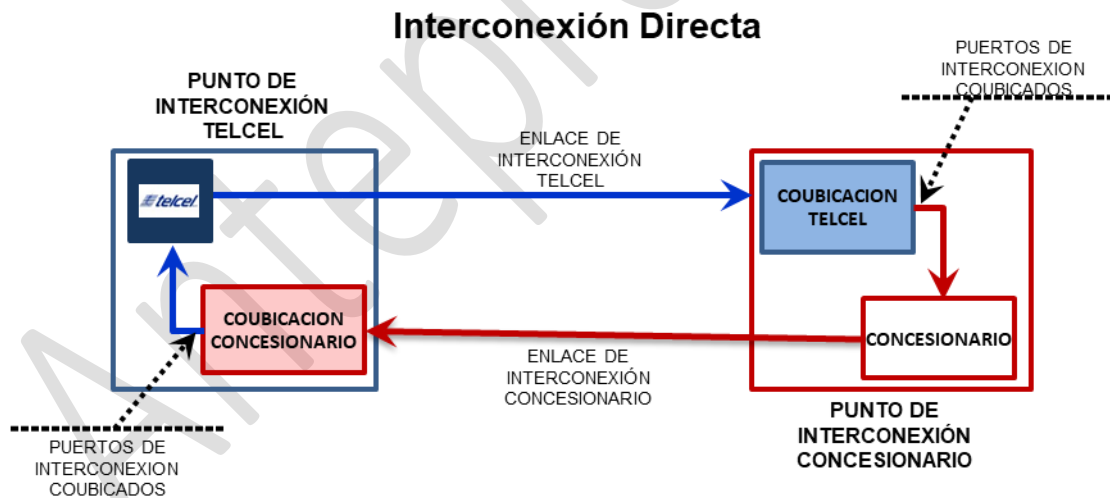 Interconexión Directa
PUERTOS DE
INTERCONEXION
COUBICADOS
PUNTO DE
INTERCONEXIÓN
TELCEL
ENLACE DE
INTERCONEXIÓN
TELCEL
telcel
COUBICACION
TELCEL
COUBICACION
CONCESIONARIO
CONCESIONARIO
ENLACE DE
INTERCONEXIÓN
CONCESIONARIO
PUERTOS DE
INTERCONEXION
COUBICADOS
PUNTO DE
INTERCONEXIÓN
CONCESIONARIO
Antepr